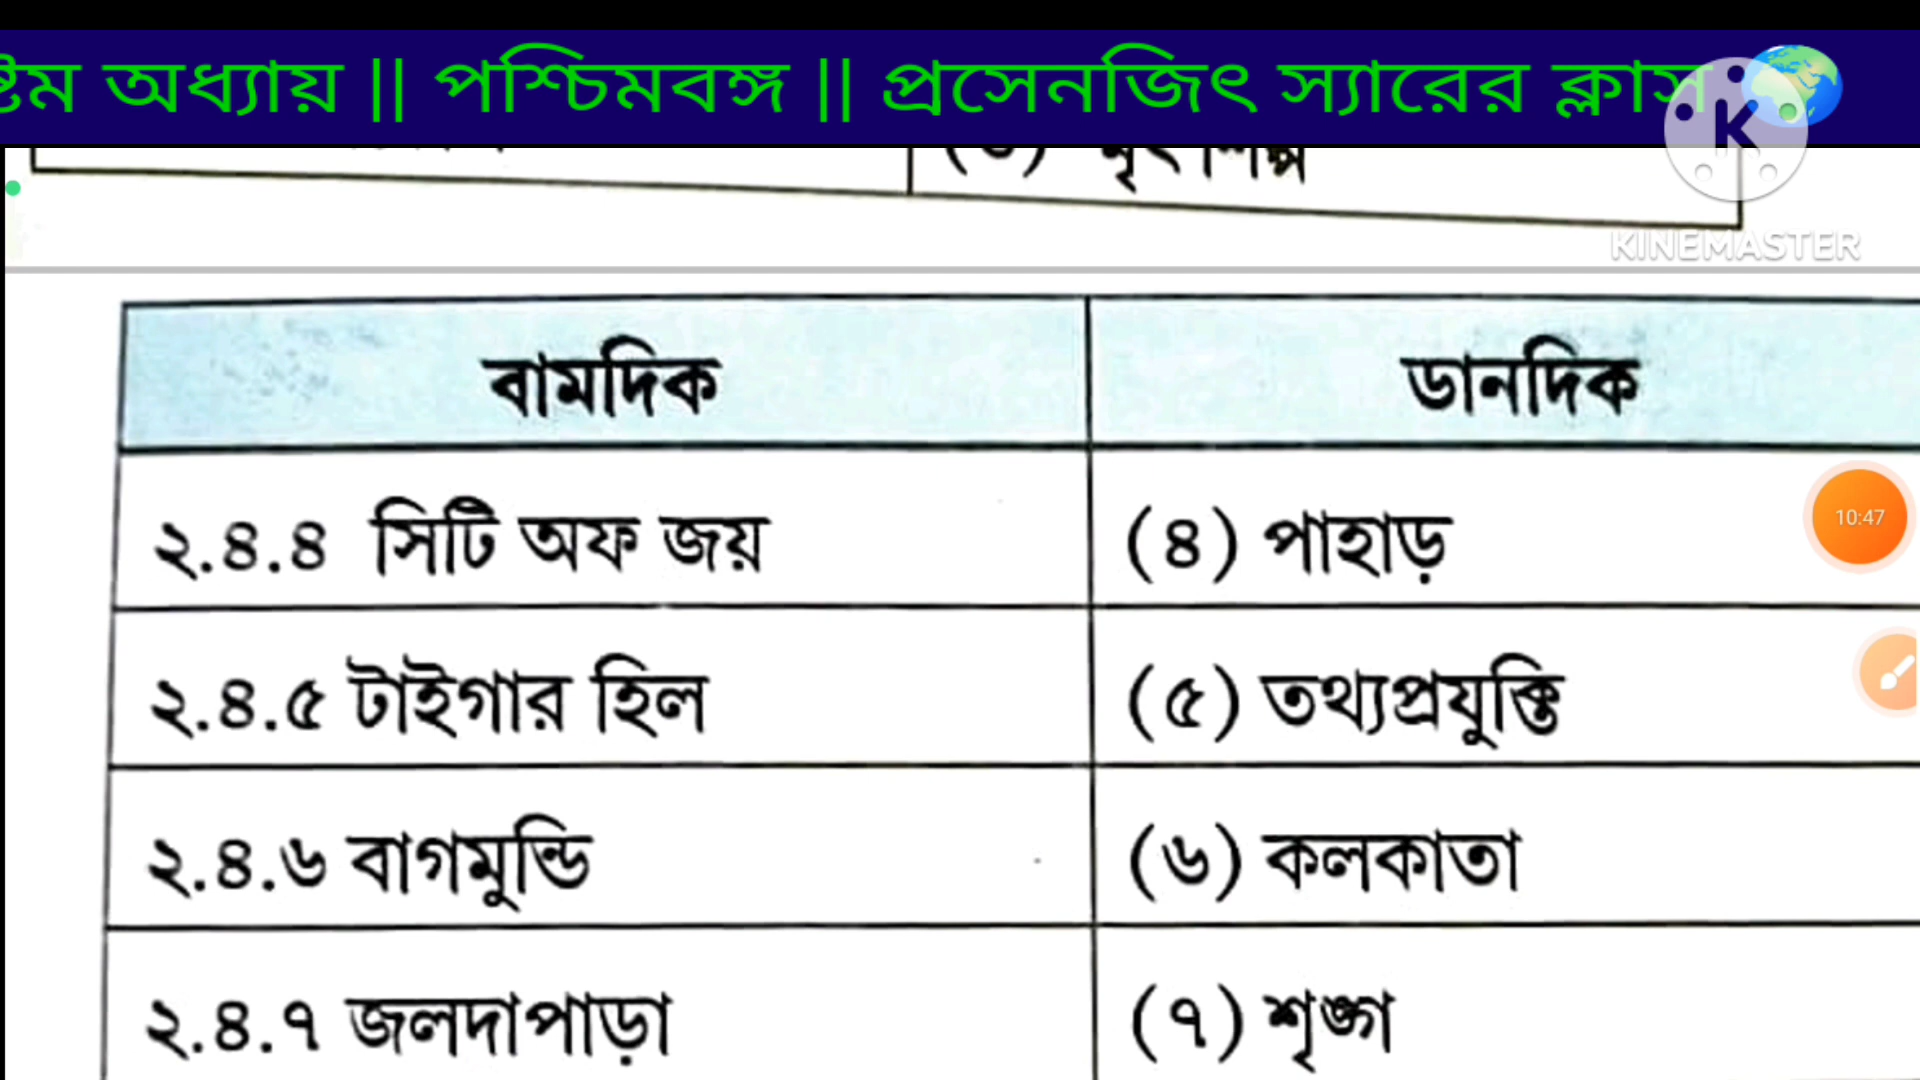 ষ্টম অধ্যায় || পশ্চিমবঙ্গ || প্রসেনজিৎ স্যারের ক্লাস
K
KINEMASTER
বামদিক ডানদিক
২.৪.৪ সিটি অফ জয় (৪) পাহাড়
10:47
২.৪.৫ টাইগার হিল (৫) তথ্যপ্রযুক্তি
২.৪.৬ বাগমুন্ডি (৬) কলকাতা
২.৪.৭ জলদাপাড়া (৭) শৃঙ্গ